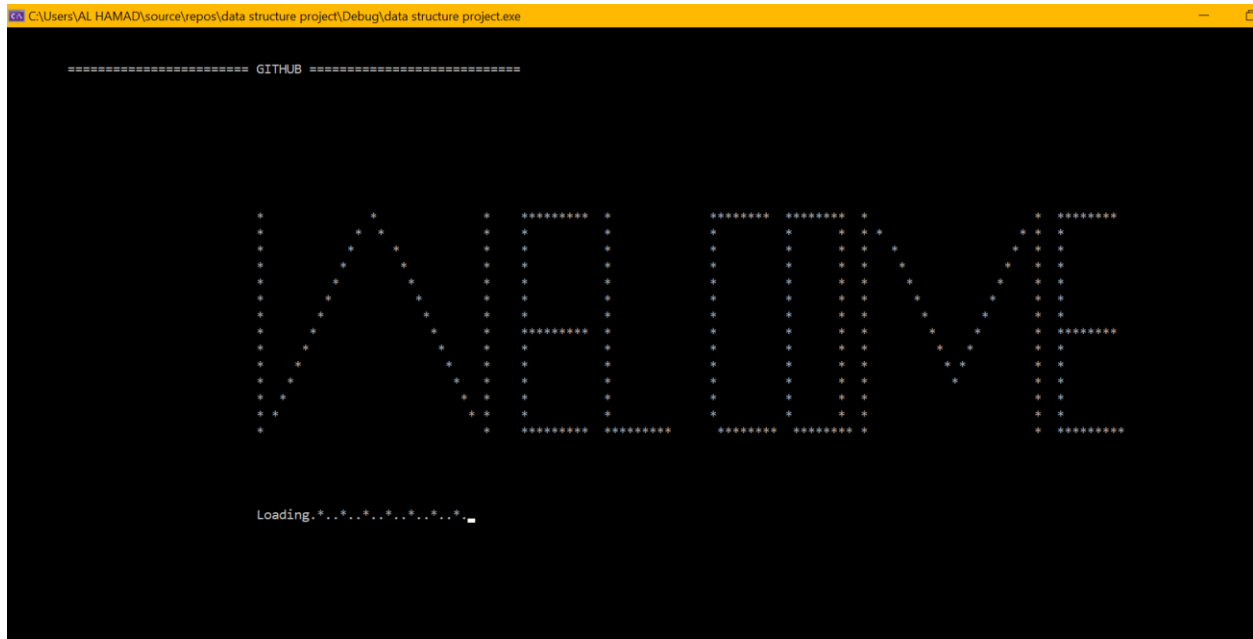 C:\Users\AL HAMAD\source\repos\data structure project\Debug\data structure project.exe
======================== GITHUB ============================
WELCOME
Loading.*..*..*..*..*..*..*.